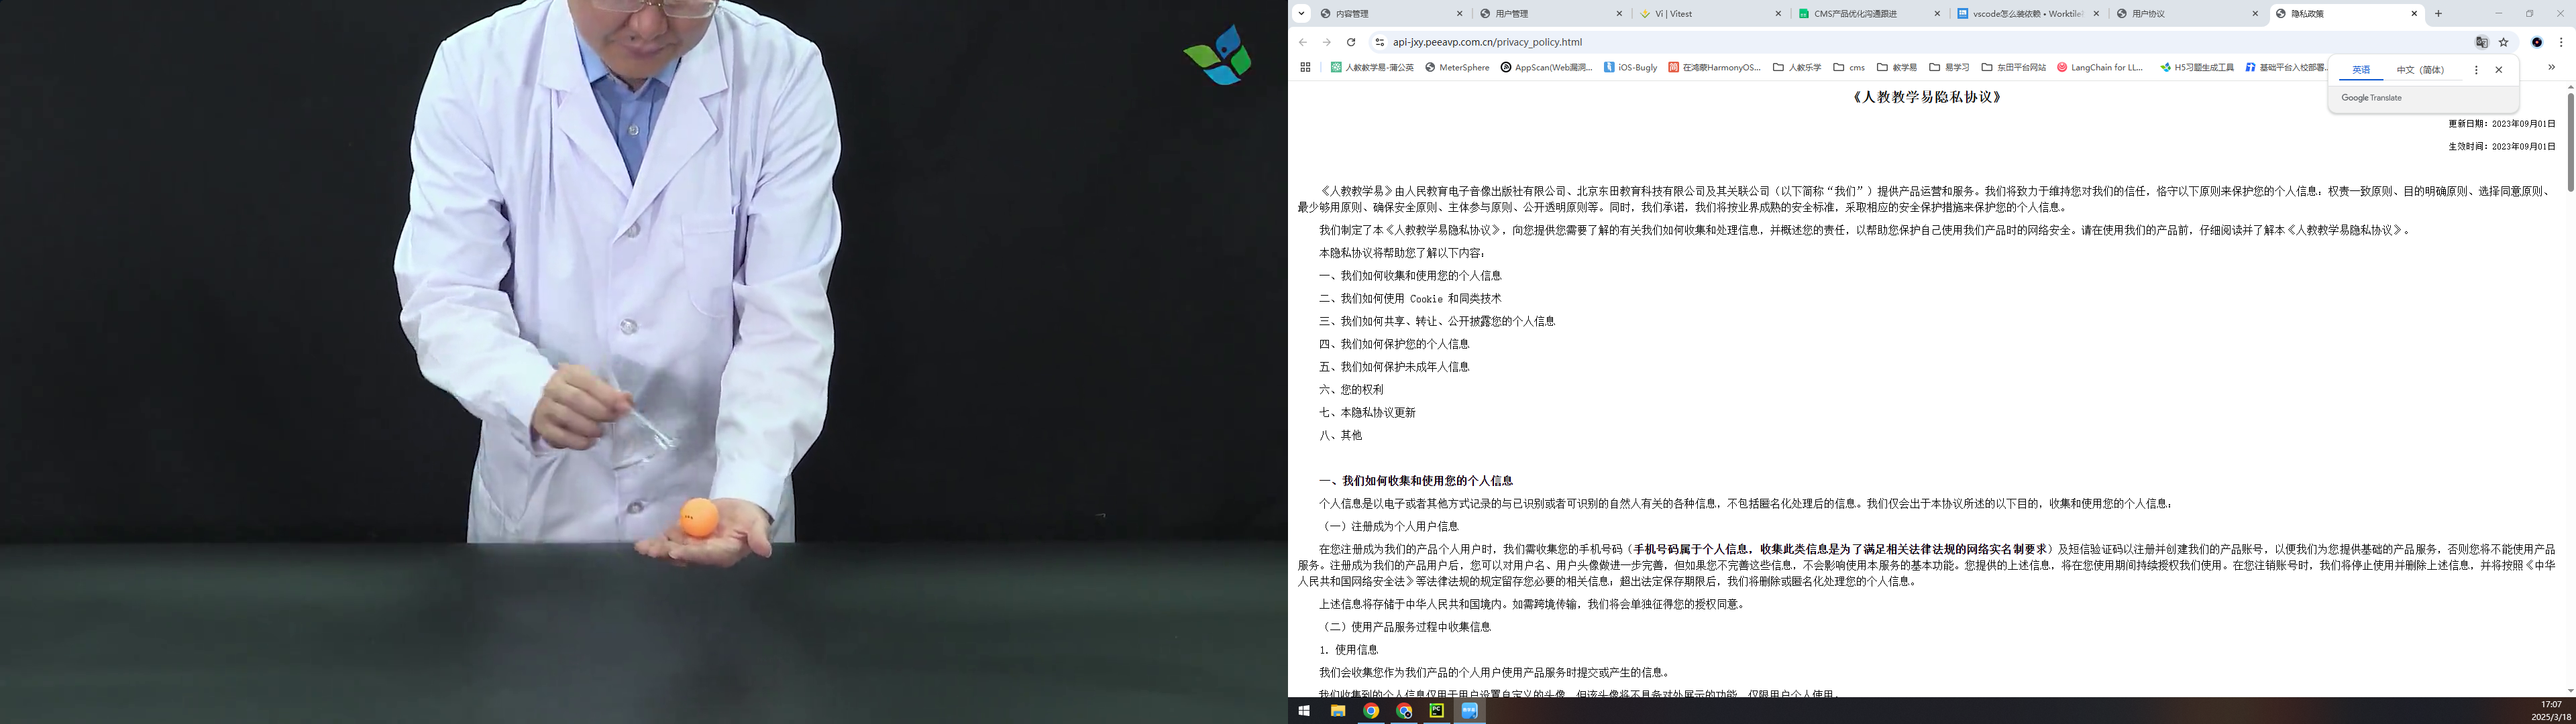 内容管理
用户管理
Vi | Vitest
CMS产品优化沟通跟进
vscode怎么装依赖 • Worktile
用户协议
隐私政策
api-jxy.peeavp.com.cn/privacy_policy.html
人教教学易-蒲公英
MeterSphere
AppScan(Web漏洞...
iOS-Bugly
在鸿蒙HarmonyOS...
人教乐学
cms
教学易
易学习
东田平台网站
LangChain for LL...
H5习题生成工具
基础平台入校部署...
英语
中文（简体）
Google Translate
《人教教学易隐私协议》
更新日期：2023年09月01日
生效时间：2023年09月01日
《人教教学易》由人民教育电子音像出版社有限公司、北京东田教育科技有限公司及其关联公司（以下简称“我们”）提供产品运营和服务。我们将致力于维持您对我们的信任，恪守以下原则来保护您的个人信息：权责一致原则、目的明确原则、选择同意原则、
最少够用原则、确保安全原则、主体参与原则、公开透明原则等。同时，我们承诺，我们将按业界成熟的安全标准，采取相应的安全保护措施来保护您的个人信息。
我们制定了本《人教教学易隐私协议》，向您提供您需要了解的有关我们如何收集和处理信息，并概述您的责任，以帮助您保护自己使用我们产品时的网络安全。请在使用我们的产品前，仔细阅读并了解本《人教教学易隐私协议》。
本隐私协议将帮助您了解以下内容：
一、我们如何收集和使用您的个人信息
二、我们如何使用 Cookie 和同类技术
三、我们如何共享、转让、公开披露您的个人信息
四、我们如何保护您的个人信息
五、我们如何保护未成年人信息
六、您的权利
七、本隐私协议更新
八、其他
一、我们如何收集和使用您的个人信息
个人信息是以电子或者其他方式记录的与已识别或者可识别的自然人有关的各种信息，不包括匿名化处理后的信息。我们仅会出于本协议所述的以下目的，收集和使用您的个人信息：
（一）注册成为个人用户信息
在您注册成为我们的产品个人用户时，我们需收集您的手机号码（手机号码属于个人信息，收集此类信息是为了满足相关法律法规的网络实名制要求）及短信验证码以注册并创建我们的产品账号，以便我们为您提供基础的产品服务，否则您将不能使用产品
服务。注册成为我们的产品用户后，您可以对用户名、用户头像做进一步完善，但如果您不完善这些信息，不会影响使用本服务的基本功能。您提供的上述信息，将在您使用期间持续授权我们使用。在您注销账号时，我们将停止使用并删除上述信息，并将按照《中华
人民共和国网络安全法》等法律法规的规定留存您必要的相关信息；超出法定保存期限后，我们将删除或匿名化处理您的个人信息。
上述信息将存储于中华人民共和国境内。如需跨境传输，我们将会单独征得您的授权同意。
（二）使用产品服务过程中收集信息
1. 使用信息
我们会收集您作为我们产品的个人用户使用产品服务时提交或产生的信息。
我们收集到的个人信息仅用于用户设置自定义的头像，但该头像将不具备对外展示的功能，仅限用户个人使用。
17:07
2025/3/18